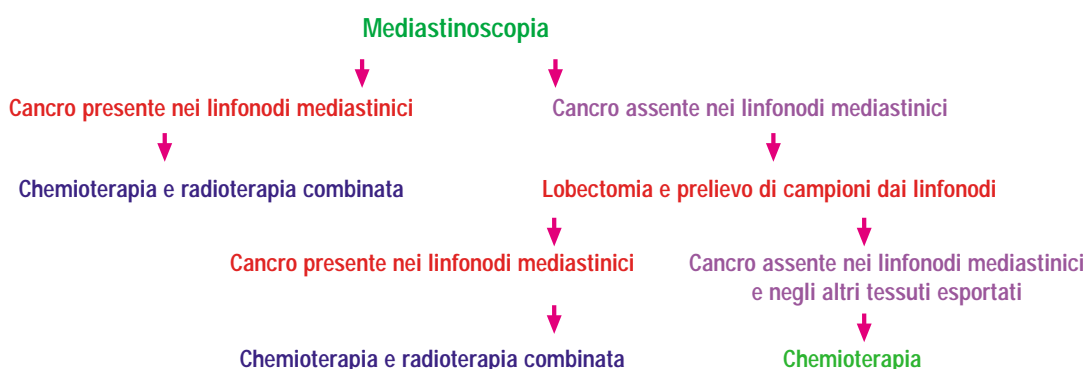 Mediastinoscopia
Cancro presente nei linfonodi mediastinici
Cancro assente nei linfonodi mediastinici
Chemioterapia e radioterapia combinata
Lobectomia e prelievo di campioni dai linfonodi
Cancro presente nei linfonodi mediastinici
Cancro assente nei linfonodi mediastinici
e negli altri tessuti esportati
Chemioterapia e radioterapia combinata
Chemioterapia